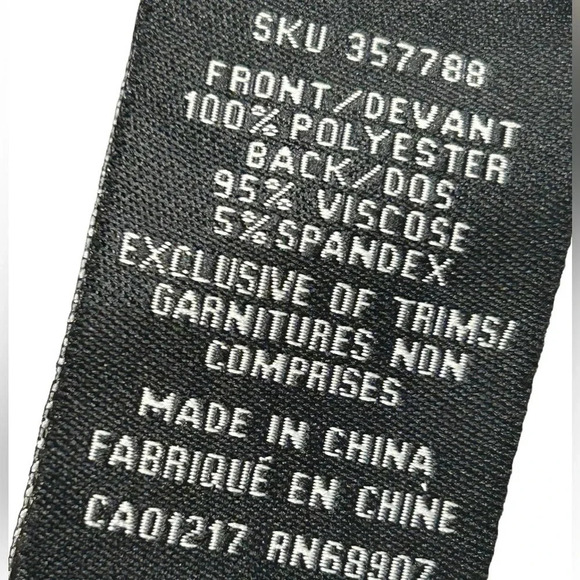 SKU 357788
FRONT/DEVANT
100% POLYESTER
BACK/DOS
95% VISCOSE
5% SPANDEX
EXCLUSIVE OF TRIMS/
GARNITURES NON
COMPRISES
MADE IN CHINA
FABRIQUÉ EN CHINE
CA01217 RN68907